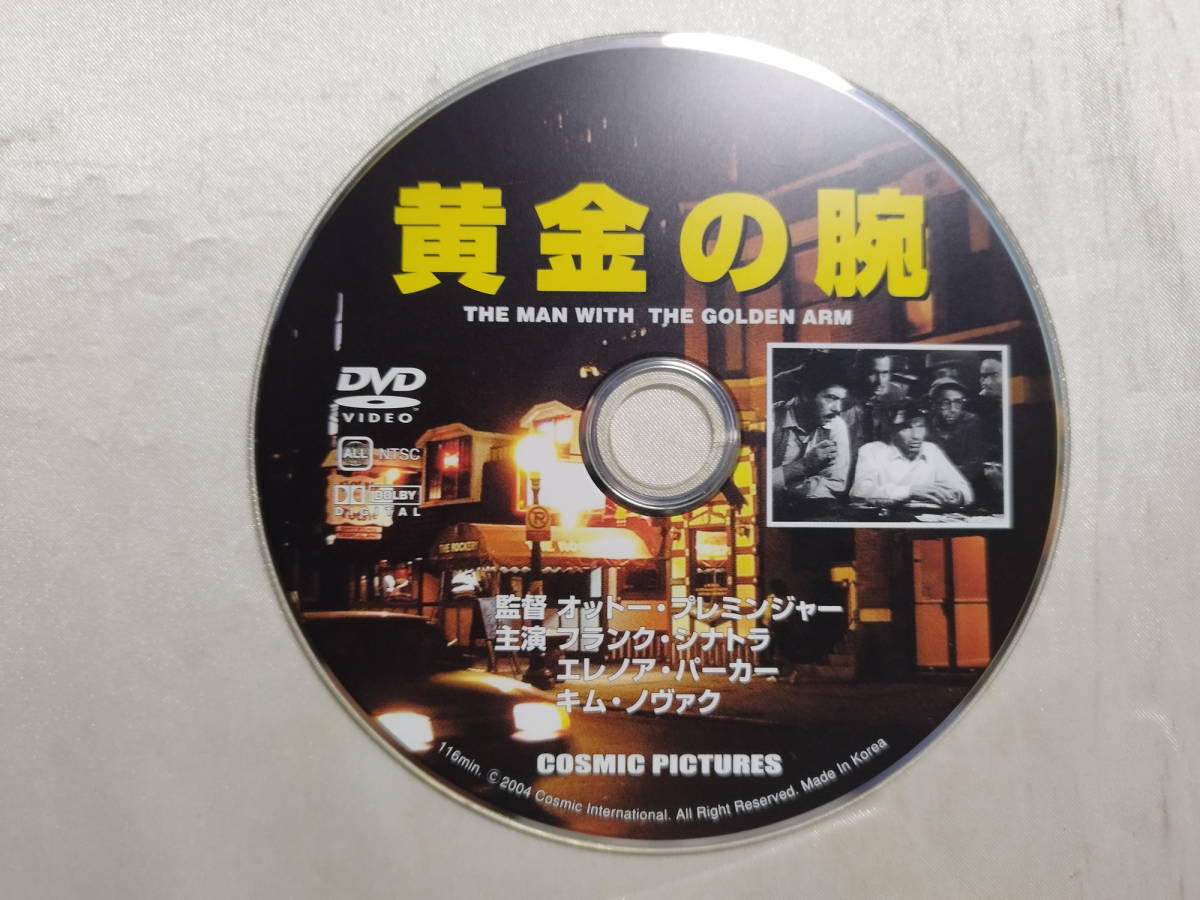 黄金の腕
THE MAN WITH THE GOLDEN ARM
DVD
VIDEO
ALL NTSC
DOLBY
DIGITAL
THE ROCKERY
監督 オットー・プレミンジャー
主演 フランク・シナトラ
エレノア・パーカー
キム・ノヴァク
COSMIC PICTURES
116min. © 2004 Cosmic International. All Right Reserved. Made In Korea